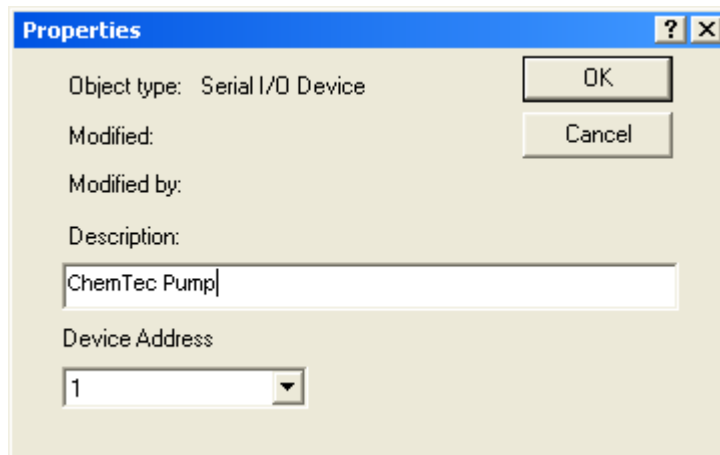 Properties
Object type: Serial I/O Device
OK
Modified:
Cancel
Modified by:
Description:
ChemTec Pump
Device Address
1